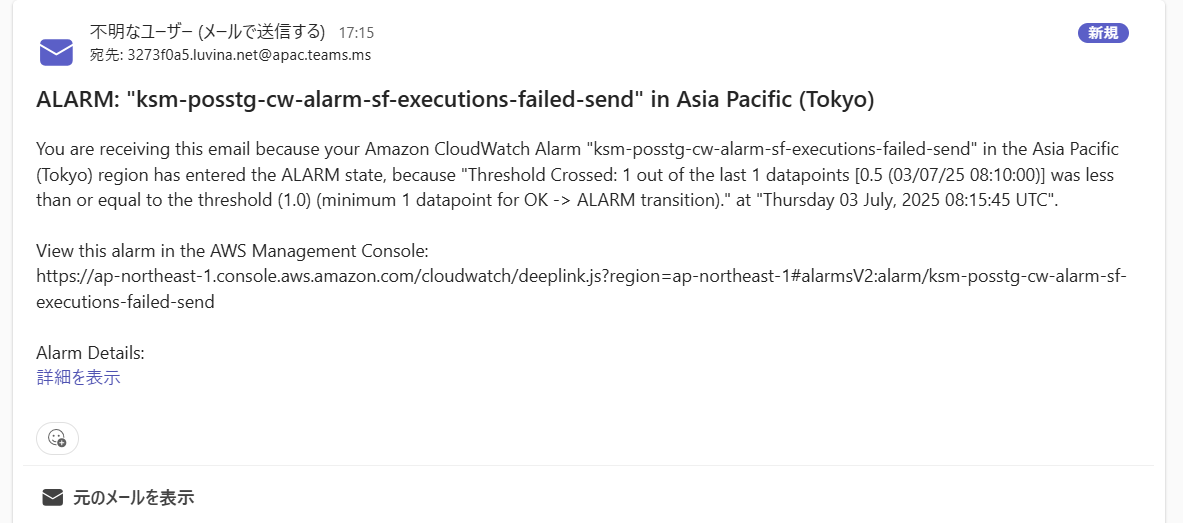 不明なユーザー (メールで送信する) 17:15
新規
宛先: 3273f0a5.luvina.net@apac.teams.ms
ALARM: "ksm-posstg-cw-alarm-sf-executions-failed-send" in Asia Pacific (Tokyo)
You are receiving this email because your Amazon CloudWatch Alarm "ksm-posstg-cw-alarm-sf-executions-failed-send" in the Asia Pacific
(Tokyo) region has entered the ALARM state, because "Threshold Crossed: 1 out of the last 1 datapoints [0.5 (03/07/25 08:10:00)] was less
than or equal to the threshold (1.0) (minimum 1 datapoint for OK -> ALARM transition)." at "Thursday 03 July, 2025 08:15:45 UTC".
View this alarm in the AWS Management Console:
https://ap-northeast-1.console.aws.amazon.com/cloudwatch/deeplink.js?region=ap-northeast-1#alarmsV2:alarm/ksm-posstg-cw-alarm-sf-
executions-failed-send
Alarm Details:
詳細を表示
元のメールを表示